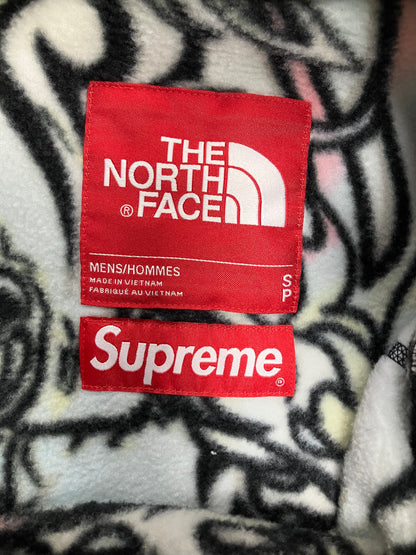 THE
NORTH
® FACE
MENS/HOMMES
MADE IN VIETNAM
FABRIQUÉ AU VIETNAM
S
P
Supreme®